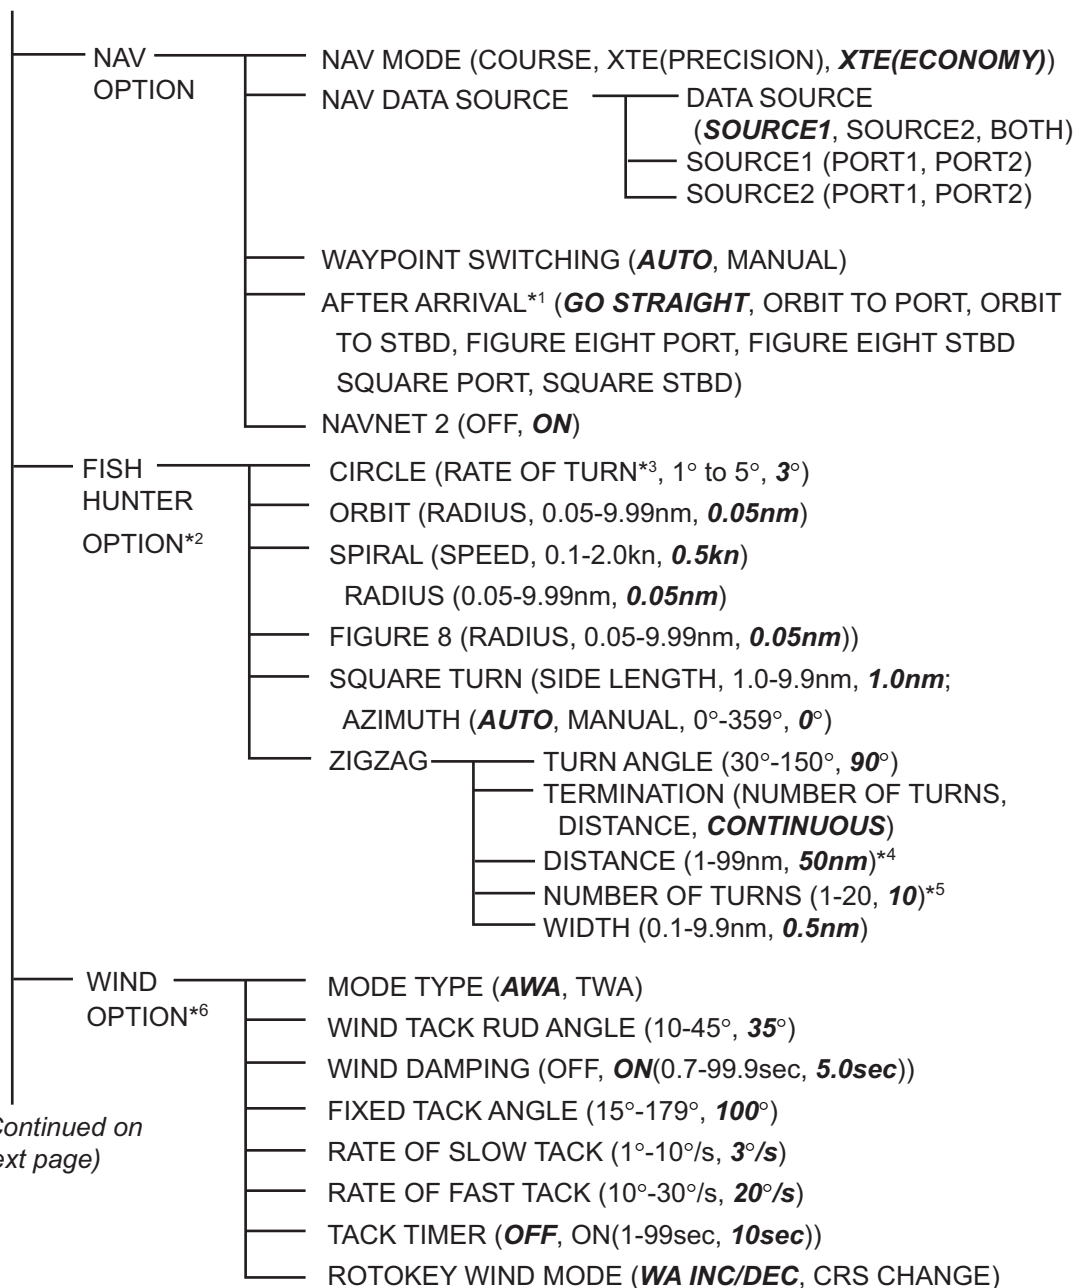 NAV OPTION
NAV MODE (COURSE, XTE(PRECISION), XTE(ECONOMY))
NAV DATA SOURCE
DATA SOURCE
(SOURCE1, SOURCE2, BOTH)
SOURCE1 (PORT1, PORT2)
SOURCE2 (PORT1, PORT2)
WAYPOINT SWITCHING (AUTO, MANUAL)
AFTER ARRIVAL*1 (GO STRAIGHT, ORBIT TO PORT, ORBIT
TO STBD, FIGURE EIGHT PORT, FIGURE EIGHT STBD
SQUARE PORT, SQUARE STBD)
NAVNET 2 (OFF, ON)
FISH
HUNTER
OPTION*2
CIRCLE (RATE OF TURN*3, 1° to 5°, 3°)
ORBIT (RADIUS, 0.05-9.99nm, 0.05nm)
SPIRAL (SPEED, 0.1-2.0kn, 0.5kn)
RADIUS (0.05-9.99nm, 0.05nm)
FIGURE 8 (RADIUS, 0.05-9.99nm, 0.05nm))
SQUARE TURN (SIDE LENGTH, 1.0-9.9nm, 1.0nm;
AZIMUTH (AUTO, MANUAL, 0°-359°, 0°)
ZIGZAG
TURN ANGLE (30°-150°, 90°)
TERMINATION (NUMBER OF TURNS,
DISTANCE, CONTINUOUS)
DISTANCE (1-99nm, 50nm)*4
NUMBER OF TURNS (1-20, 10)*5
WIDTH (0.1-9.9nm, 0.5nm)
WIND
OPTION*6
MODE TYPE (AWA, TWA)
WIND TACK RUD ANGLE (10-45°, 35°)
WIND DAMPING (OFF, ON(0.7-99.9sec, 5.0sec))
FIXED TACK ANGLE (15°-179°, 100°)
RATE OF SLOW TACK (1°-10°/s, 3°/s)
RATE OF FAST TACK (10°-30°/s, 20°/s)
TACK TIMER (OFF, ON(1-99sec, 10sec))
ROTOKEY WIND MODE (WA INC/DEC, CRS CHANGE)
Continued on
ext page)